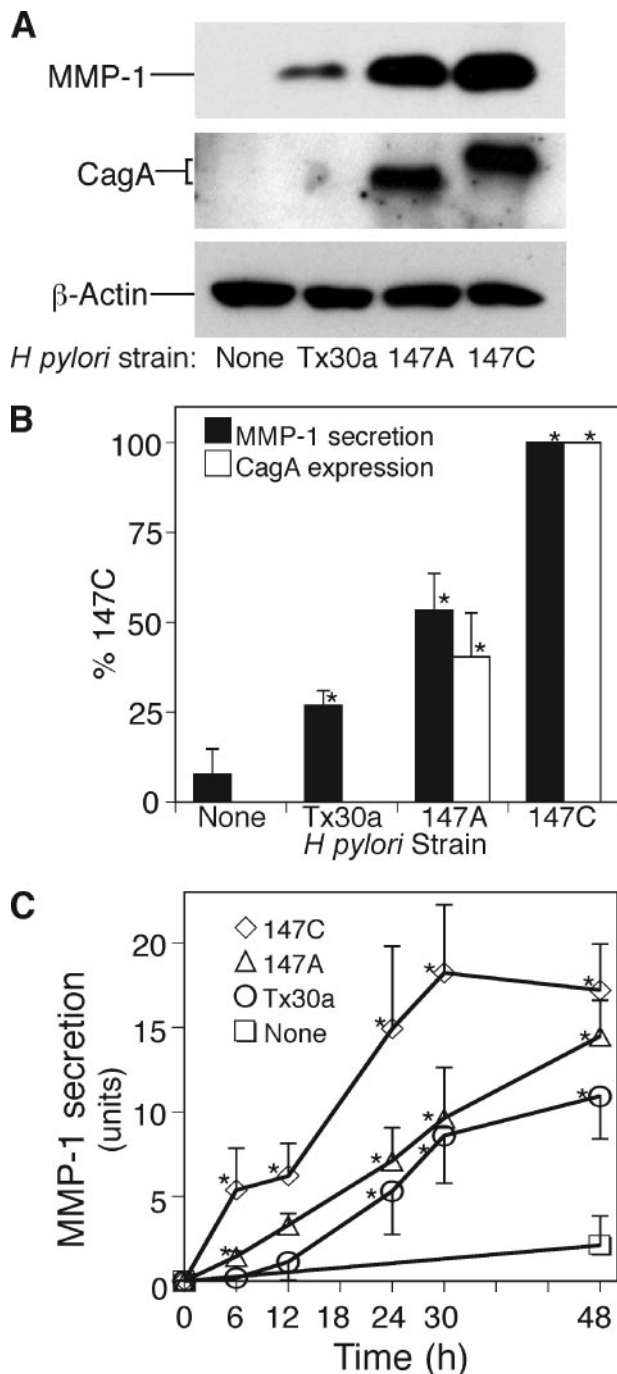 A
MMP-1
CagA
β-Actin
H pylori strain: None Tx30a 147A 147C
B
MMP-1 secretion
CagA expression
% 147C
100
75
50
25
0
* * * * *
None Tx30a 147A 147C
H pylori Strain
C
147C
147A
Tx30a
None
MMP-1 secretion
(units)
20
15
10
5
0
* * * * * * * * * * * *
0 6 12 18 24 30 48
Time (h)